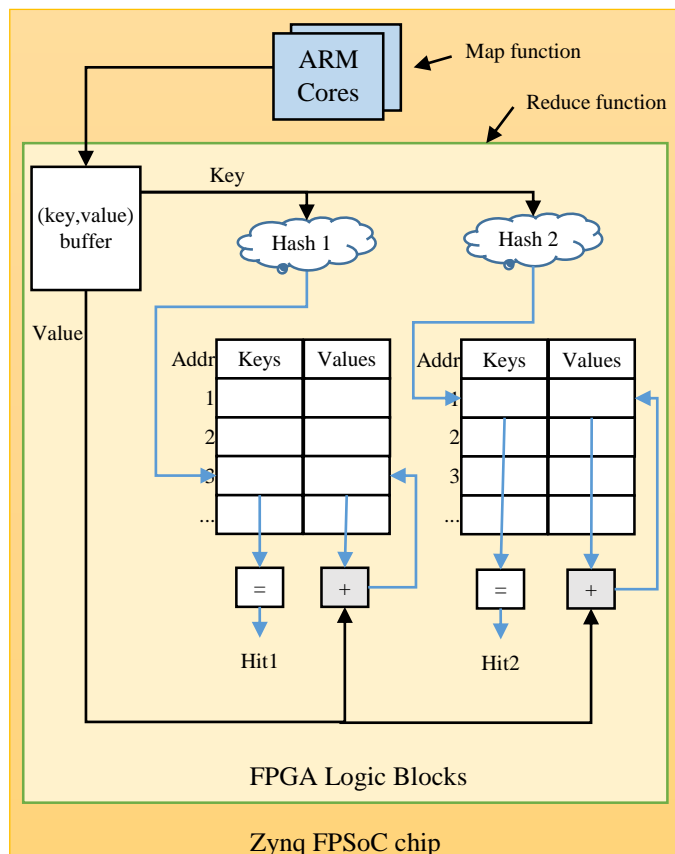 ARM
Cores
Map function
Reduce function
Key
(key,value)
buffer
Hash 1
Hash 2
Value
Addr Keys Values
1
2
3
...
Addr Keys Values
1
2
3
...
= +
= +
Hit1
Hit2
FPGA Logic Blocks
Zynq FPSoC chip